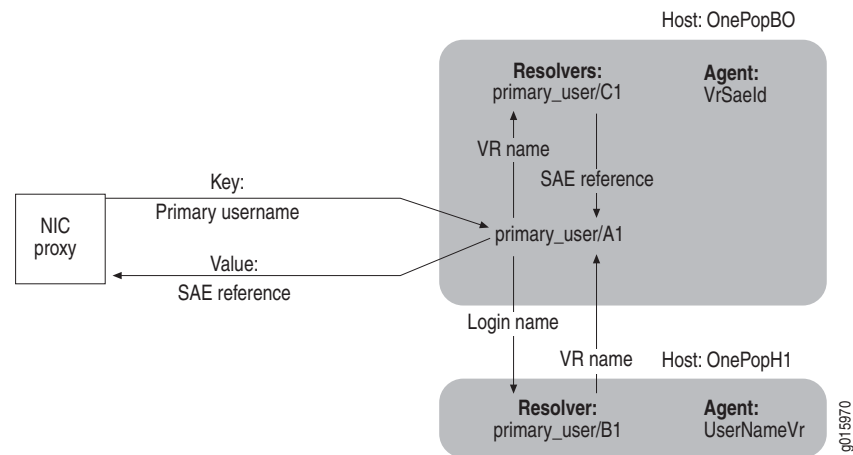 Host: OnePopBO
Resolvers:
primary_user/C1
Agent:
VrSaeId
VR name
SAE reference
Key:
Primary username
NIC
proxy
primary_user/A1
Value:
SAE reference
Login name
VR name
Host: OnePopH1
Resolver:
primary_user/B1
Agent:
UserNameVr
g015970